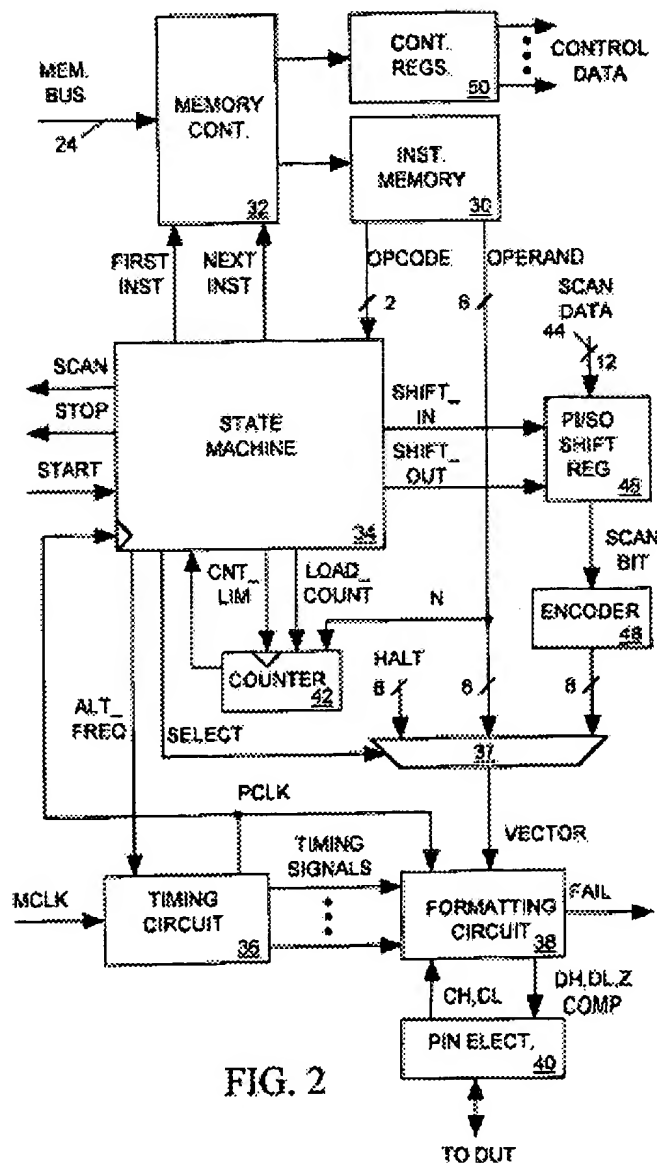 MEM.
BUS
24
MEMORY
CONT.
32
CONT.
REGS.
50
CONTROL
DATA
INST.
MEMORY
30
FIRST
INST
NEXT
INST
OPCODE
2
OPERAND
6
SCAN
DATA
44
12
SCAN
STOP
START
STATE
MACHINE
34
SHIFT_
IN
SHIFT_
OUT
PI/SO
SHIFT
REG
46
SCAN
BIT
CNT_
LIM
LOAD_
COUNT
N
ENCODER
48
COUNTER
42
HALT
6
6
6
ALT_
FREQ
SELECT
37
PCLK
VECTOR
TIMING
SIGNALS
MCLK
TIMING
CIRCUIT
36
FORMATTING
CIRCUIT
38
FAIL
CH,CL
DH,DL,Z
COMP
PIN ELECT.
40
FIG. 2
TO DUT